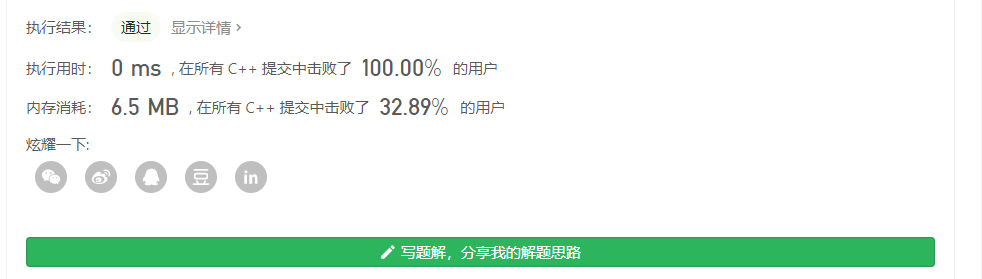 执行结果： 通过 显示详情 >
执行用时： 0 ms ，在所有 C++ 提交中击败了 100.00% 的用户
内存消耗： 6.5 MB ，在所有 C++ 提交中击败了 32.89% 的用户
炫耀一下:
豆 in
写题解，分享我的解题思路